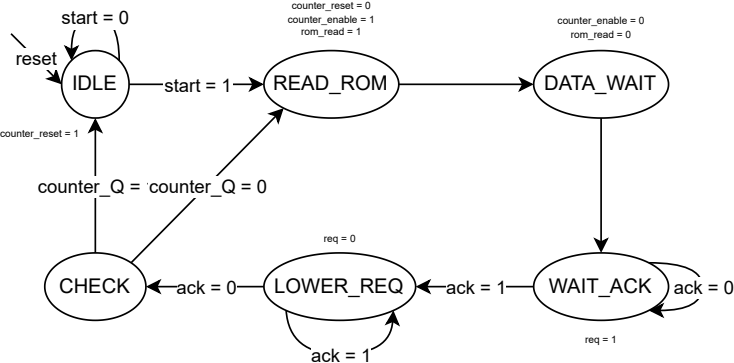 counter_reset = 0
counter_enable = 1
rom_read = 1
counter_enable = 0
rom_read = 0
start = 0
reset
IDLE
start = 1
READ_ROM
DATA_WAIT
counter_reset = 1
counter_Q =
counter_Q = 0
req = 0
CHECK
ack = 0
LOWER_REQ
ack = 1
WAIT_ACK
ack = 0
req = 1
ack = 1